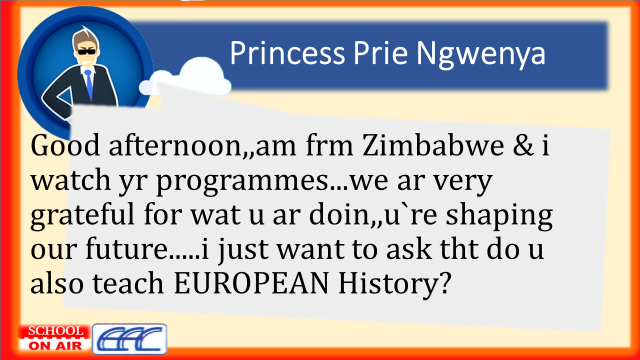 Princess Prie Ngwenya
Good afternoon,,am frm Zimbabwe & i
watch yr programmes...we ar very
grateful for wat u ar doin,,u`re shaping
our future.....i just want to ask tht do u
also teach EUROPEAN History?
SCHOOL
ON AIR